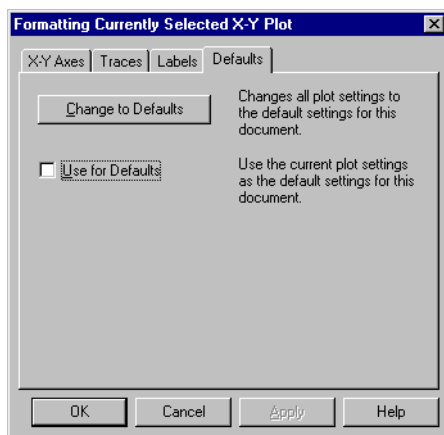 Formatting Currently Selected X-Y Plot
X-Y Axes Traces Labels Defaults
Change to Defaults
Changes all plot settings to
the default settings for this
document.
Use for Defaults
Use the current plot settings
as the default settings for this
document.
OK Cancel Apply Help